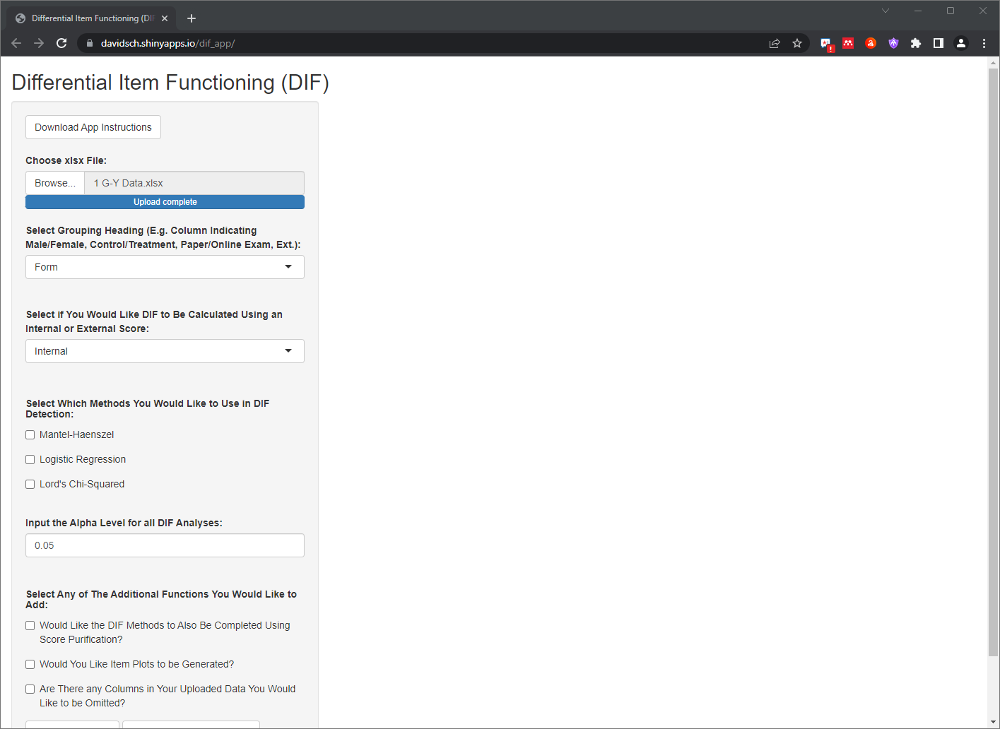 Differential Item Functioning (DIF
davidsch.shinyapps.io/dif_app/
Differential Item Functioning (DIF)
Download App Instructions
Choose xlsx File:
Browse... 1 G-Y Data.xlsx
Upload complete
Select Grouping Heading (E.g. Column Indicating
Male/Female, Control/Treatment, Paper/Online Exam, Ext.):
Form
Select if You Would Like DIF to Be Calculated Using an
Internal or External Score:
Internal
Select Which Methods You Would Like to Use in DIF
Detection:
Mantel-Haenszel
Logistic Regression
Lord's Chi-Squared
Input the Alpha Level for all DIF Analyses:
0.05
Select Any of The Additional Functions You Would Like to
Add:
Would Like the DIF Methods to Also Be Completed Using
Score Purification?
Would You Like Item Plots to be Generated?
Are There any Columns in Your Uploaded Data You Would
Like to be Omitted?